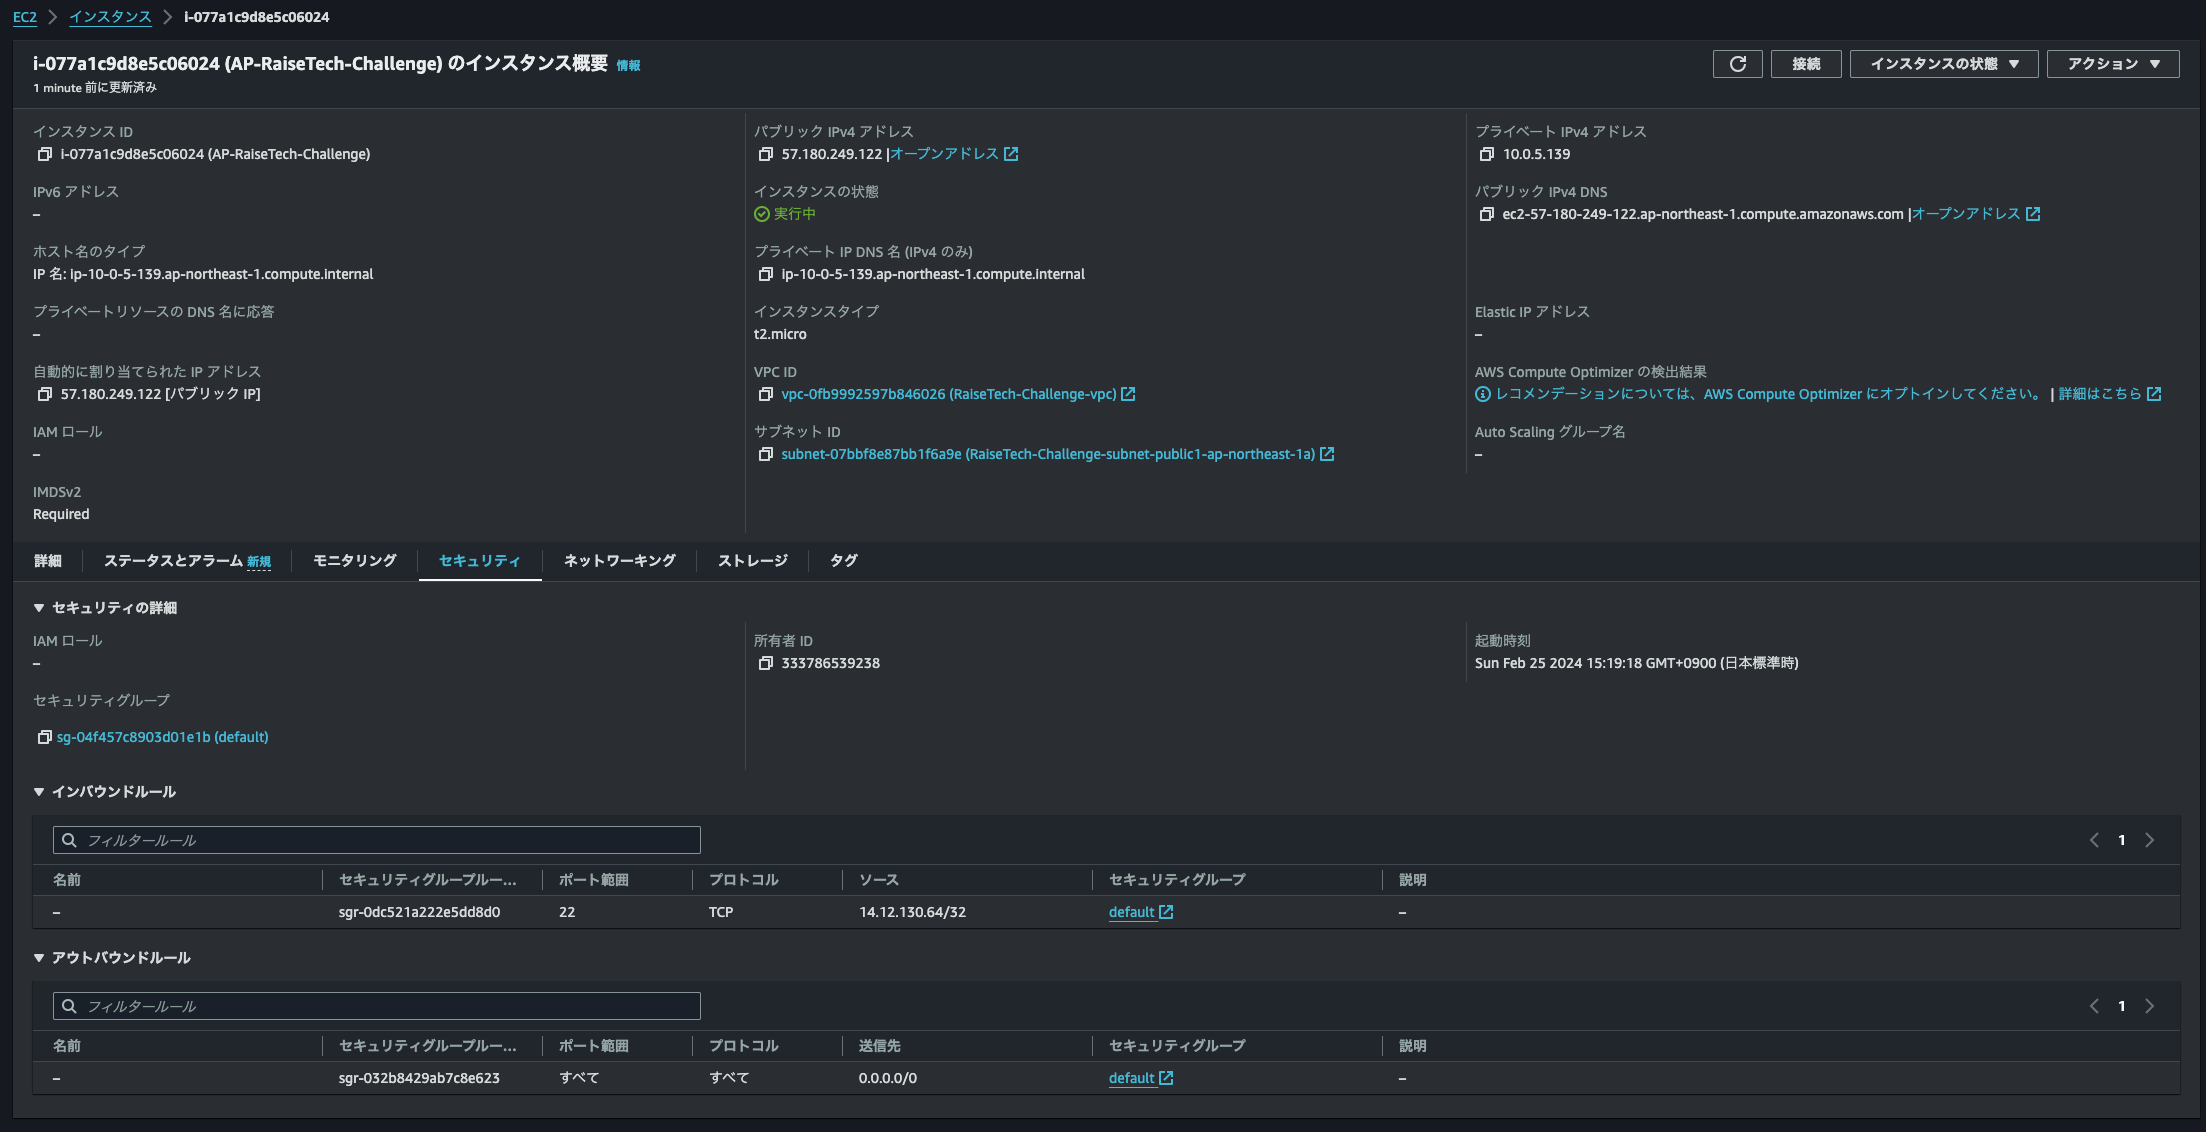 EC2 > インスタンス > i-077a1c9d8e5c06024
i-077a1c9d8e5c06024 (AP-RaiseTech-Challenge) のインスタンス概要 情報
1 minute 前に更新済み
接続
インスタンスの状態 ▼
アクション ▼
インスタンス ID
i-077a1c9d8e5c06024 (AP-RaiseTech-Challenge)
パブリック IPv4 アドレス
57.180.249.122 |オープンアドレス
プライベート IPv4 アドレス
10.0.5.139
IPv6 アドレス
–
インスタンスの状態
実行中
パブリック IPv4 DNS
ec2-57-180-249-122.ap-northeast-1.compute.amazonaws.com |オープンアドレス
ホスト名のタイプ
IP 名: ip-10-0-5-139.ap-northeast-1.compute.internal
プライベート IP DNS 名 (IPv4 のみ)
ip-10-0-5-139.ap-northeast-1.compute.internal
プライベートリソースの DNS 名に応答
–
インスタンスタイプ
t2.micro
Elastic IP アドレス
–
自動的に割り当てられた IP アドレス
57.180.249.122 [パブリック IP]
VPC ID
vpc-0fb9992597b846026 (RaiseTech-Challenge-vpc)
AWS Compute Optimizer の検出結果
レコメンデーションについては、AWS Compute Optimizer にオプトインしてください。 | 詳細はこちら
IAM ロール
–
サブネット ID
subnet-07bbf8e87bb1f6a9e (RaiseTech-Challenge-subnet-public1-ap-northeast-1a)
Auto Scaling グループ名
–
IMDSv2
Required
詳細
ステータスとアラーム 新規
モニタリング
セキュリティ
ネットワーキング
ストレージ
タグ
▼ セキュリティの詳細
IAM ロール
–
所有者 ID
333786539238
起動時刻
Sun Feb 25 2024 15:19:18 GMT+0900 (日本標準時)
セキュリティグループ
sg-04f457c8903d01e1b (default)
▼ インバウンドルール
フィルタールール
1
名前 セキュリティグループルー... ポート範囲 プロトコル ソース セキュリティグループ 説明
– sgr-0dc521a222e5dd8d0 22 TCP 14.12.130.64/32 default –
▼ アウトバウンドルール
フィルタールール
1
名前 セキュリティグループルー... ポート範囲 プロトコル 送信先 セキュリティグループ 説明
– sgr-032b8429ab7c8e623 すべて すべて 0.0.0.0/0 default –